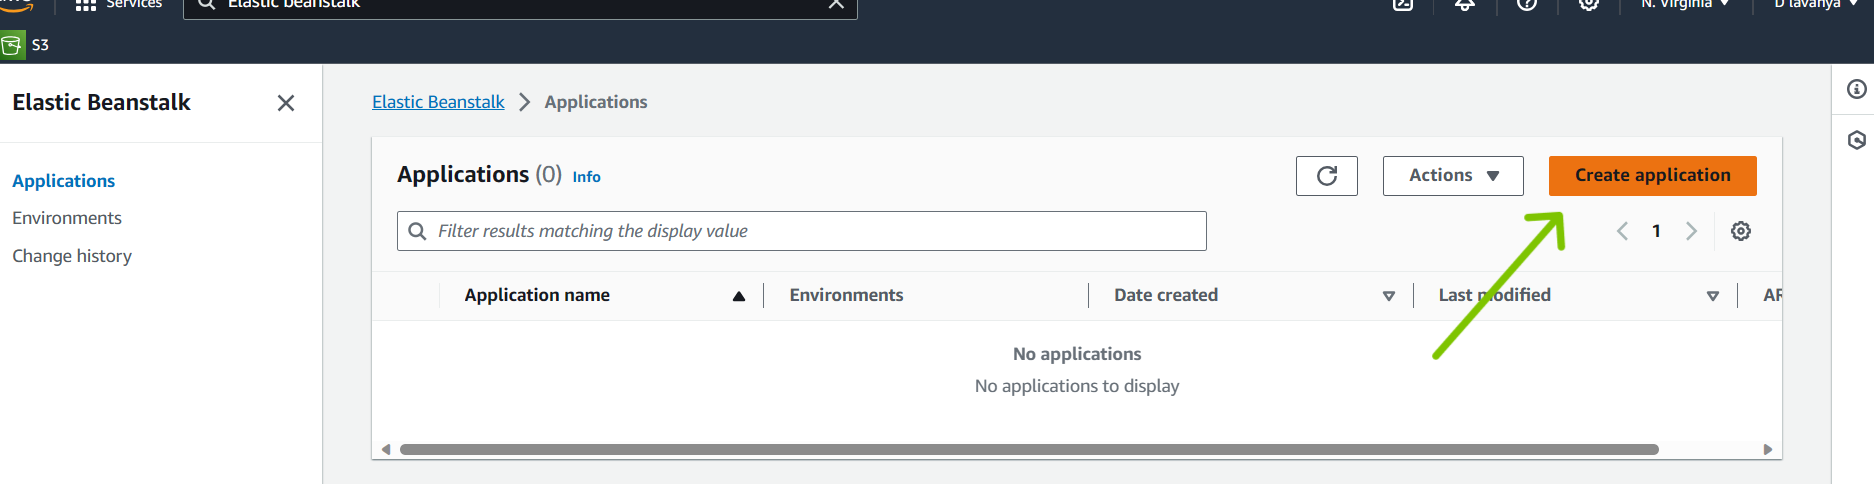 Services
Elastic beanstalk
N. Virginia
D lavanya
S3
Elastic Beanstalk
Applications
Environments
Change history
Elastic Beanstalk
Applications
Applications (0) Info
Actions
Create application
Filter results matching the display value
1
Application name
Environments
Date created
Last modified
No applications
No applications to display